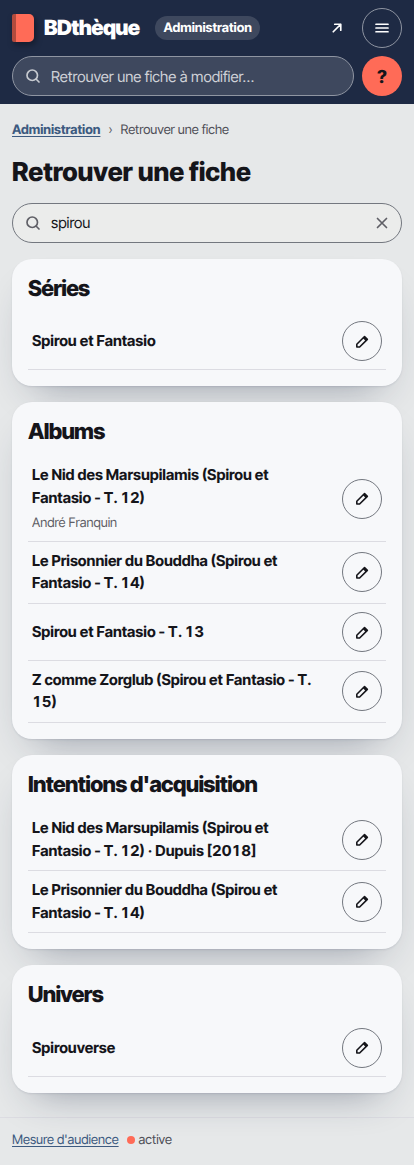 BDthèque Administration
Retrouver une fiche à modifier...
?
Administration › Retrouver une fiche
Retrouver une fiche
spirou
Séries
Spirou et Fantasio
Albums
Le Nid des Marsupilamis (Spirou et
Fantasio - T. 12)
André Franquin
Le Prisonnier du Bouddha (Spirou et
Fantasio - T. 14)
Spirou et Fantasio - T. 13
Z comme Zorglub (Spirou et Fantasio - T.
15)
Intentions d'acquisition
Le Nid des Marsupilamis (Spirou et
Fantasio - T. 12) · Dupuis [2018]
Le Prisonnier du Bouddha (Spirou et
Fantasio - T. 14)
Univers
Spirouverse
Mesure d'audience active